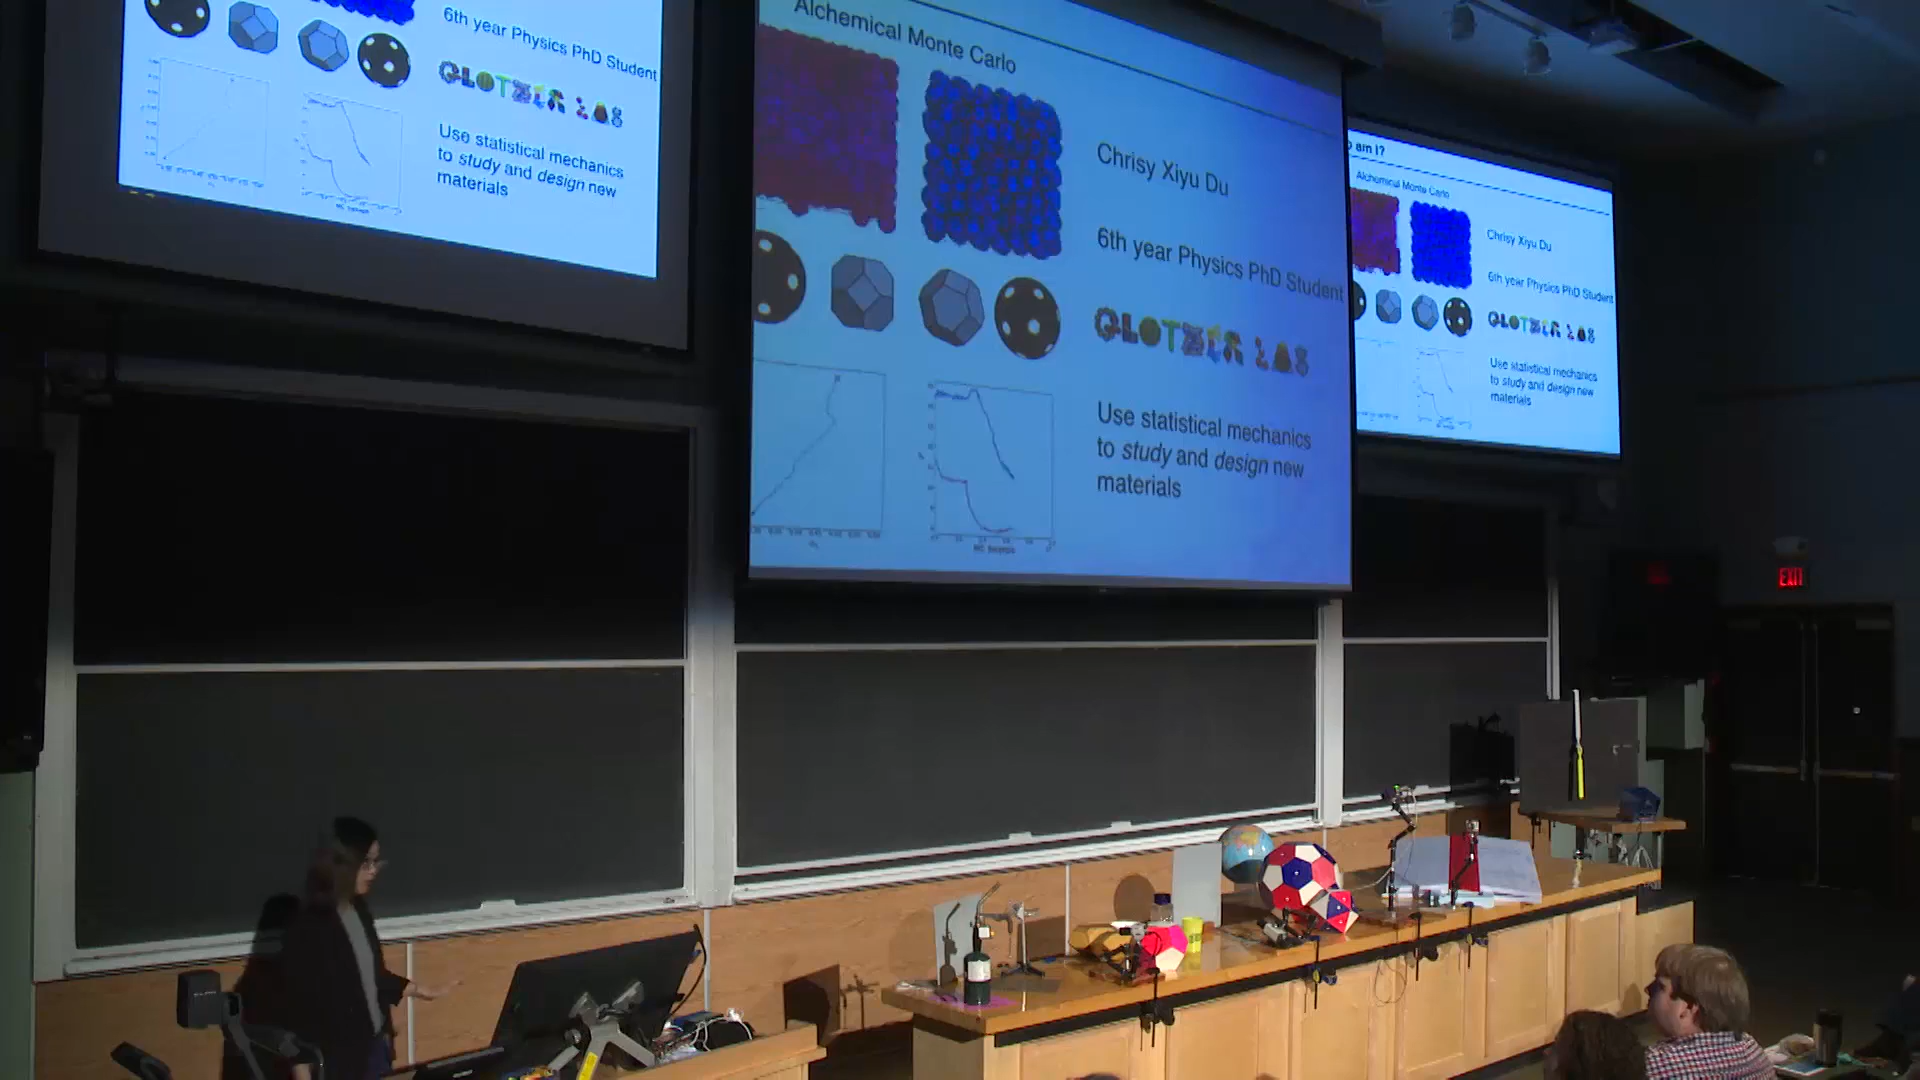 6th year Physics PhD Student
GLOTZER LAB
Use statistical mechanics
to study and design new
materials
Alchemical Monte Carlo
Chrisy Xiyu Du
6th year Physics PhD Student
GLOTZER LAB
Use statistical mechanics
to study and design new
materials
am I?
Alchemical Monte Carlo
Chrisy Xiyu Du
6th year Physics PhD Student
GLOTZER LAB
Use statistical mechanics
to study and design new
materials
EXIT